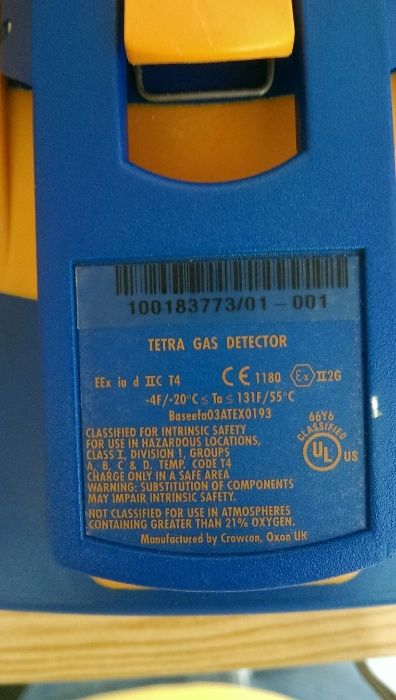 100183773/01-001
TETRA GAS DETECTOR
EEx ia d IIC T4 CE 1180 Ex II2G
-4F/-20°C ≤ Ta ≤ 131F/55°C
Baseefa03ATEX0193
66Y6
CLASSIFIED
UL US
CLASSIFIED FOR INTRINSIC SAFETY
FOR USE IN HAZARDOUS LOCATIONS,
CLASS I, DIVISION 1, GROUPS
A, B, C & D. TEMP. CODE T4
CHARGE ONLY IN A SAFE AREA
WARNING: SUBSTITUTION OF COMPONENTS
MAY IMPAIR INTRINSIC SAFETY.
NOT CLASSIFIED FOR USE IN ATMOSPHERES
CONTAINING GREATER THAN 21% OXYGEN.
Manufactured by Crowcon, Oxon UK